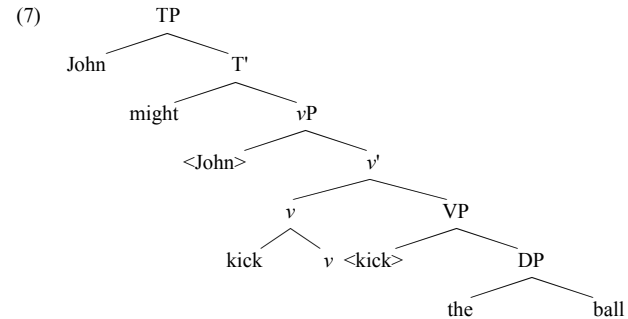 (7) TP
John T'
might vP
<John> v'
v VP
kick v <kick> DP
the ball